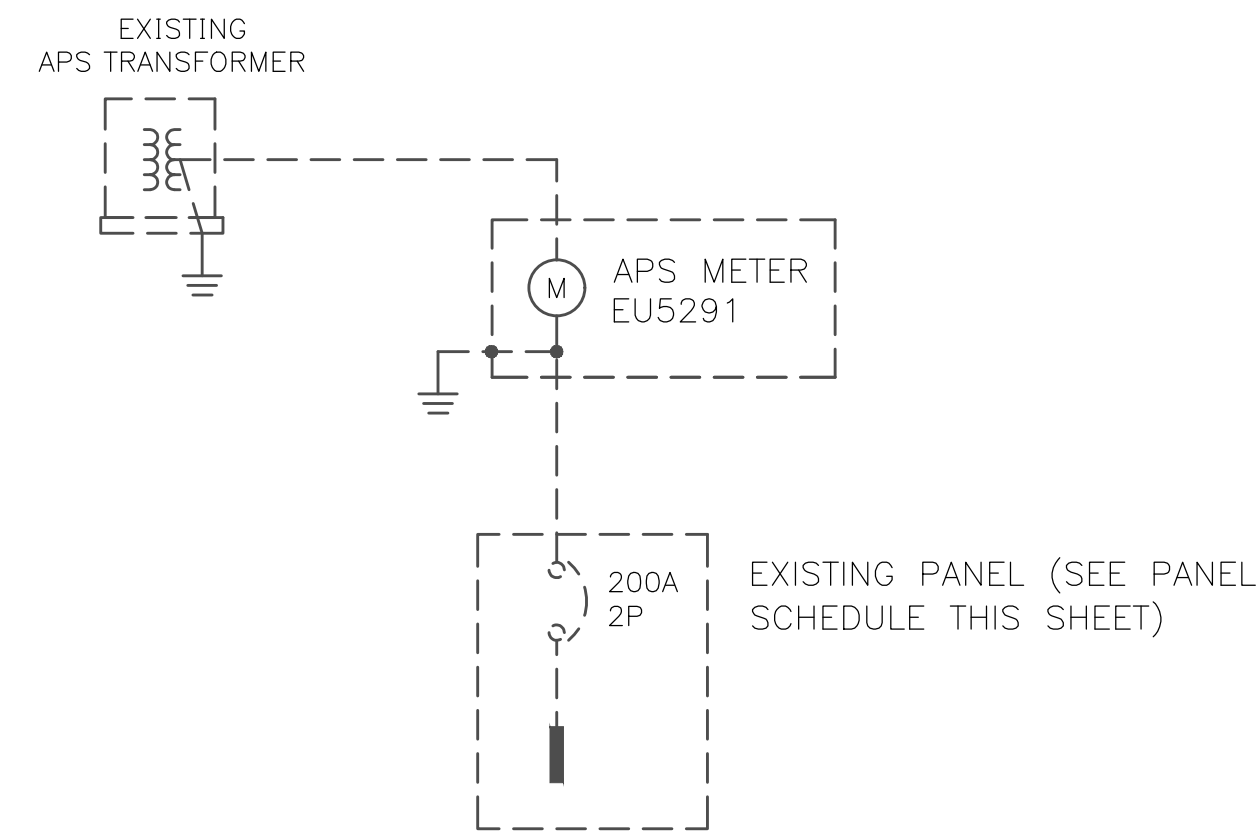 EXISTING
APS TRANSFORMER
M
APS METER
EU5291
200A
2P
EXISTING PANEL (SEE PANEL
SCHEDULE THIS SHEET)